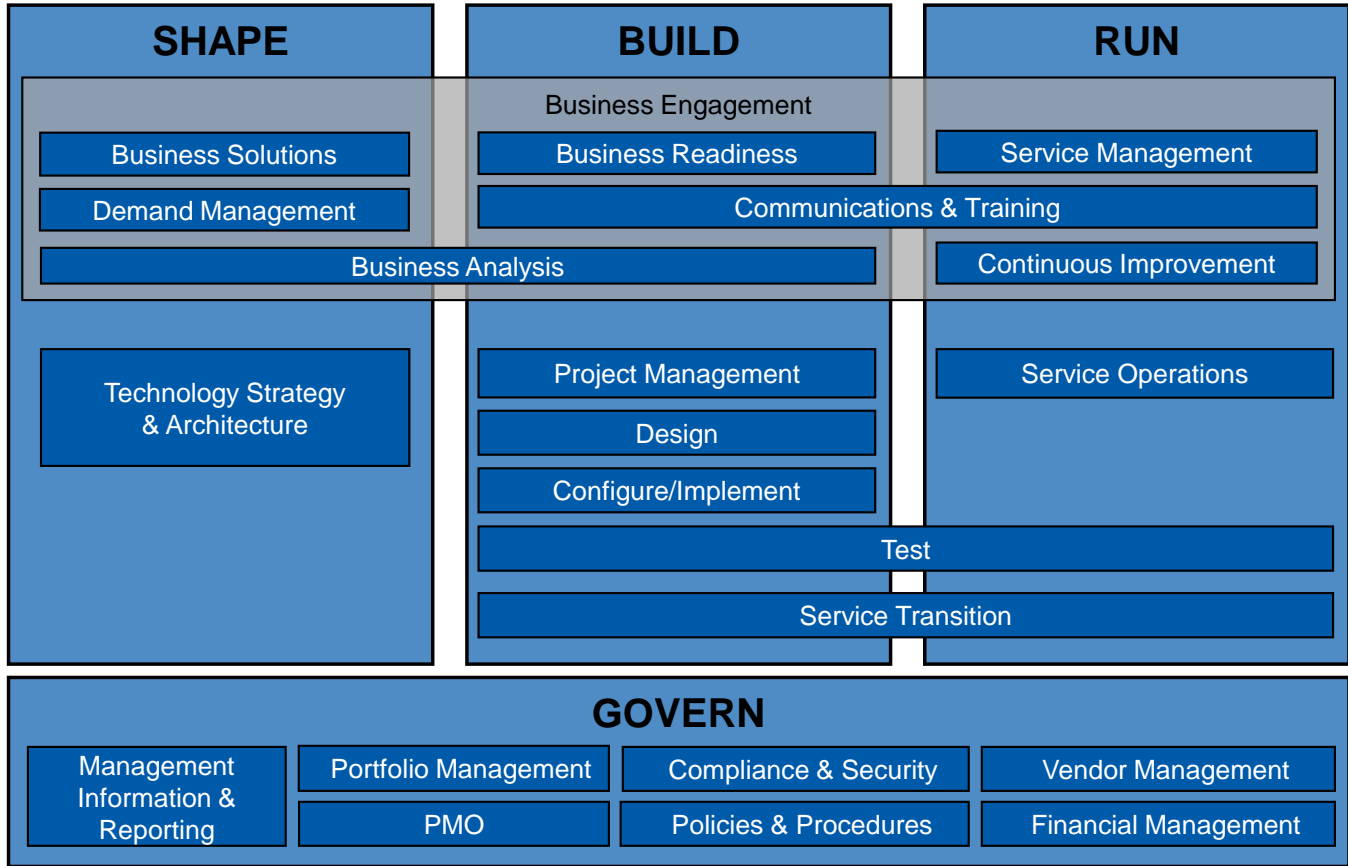 SHAPE
BUILD
RUN
Business Engagement
Business Solutions
Business Readiness
Service Management
Demand Management
Communications & Training
Business Analysis
Continuous Improvement
Technology Strategy
& Architecture
Project Management
Service Operations
Design
Configure/Implement
Test
Service Transition
GOVERN
Management
Information &
Reporting
Portfolio Management
Compliance & Security
Vendor Management
PMO
Policies & Procedures
Financial Management